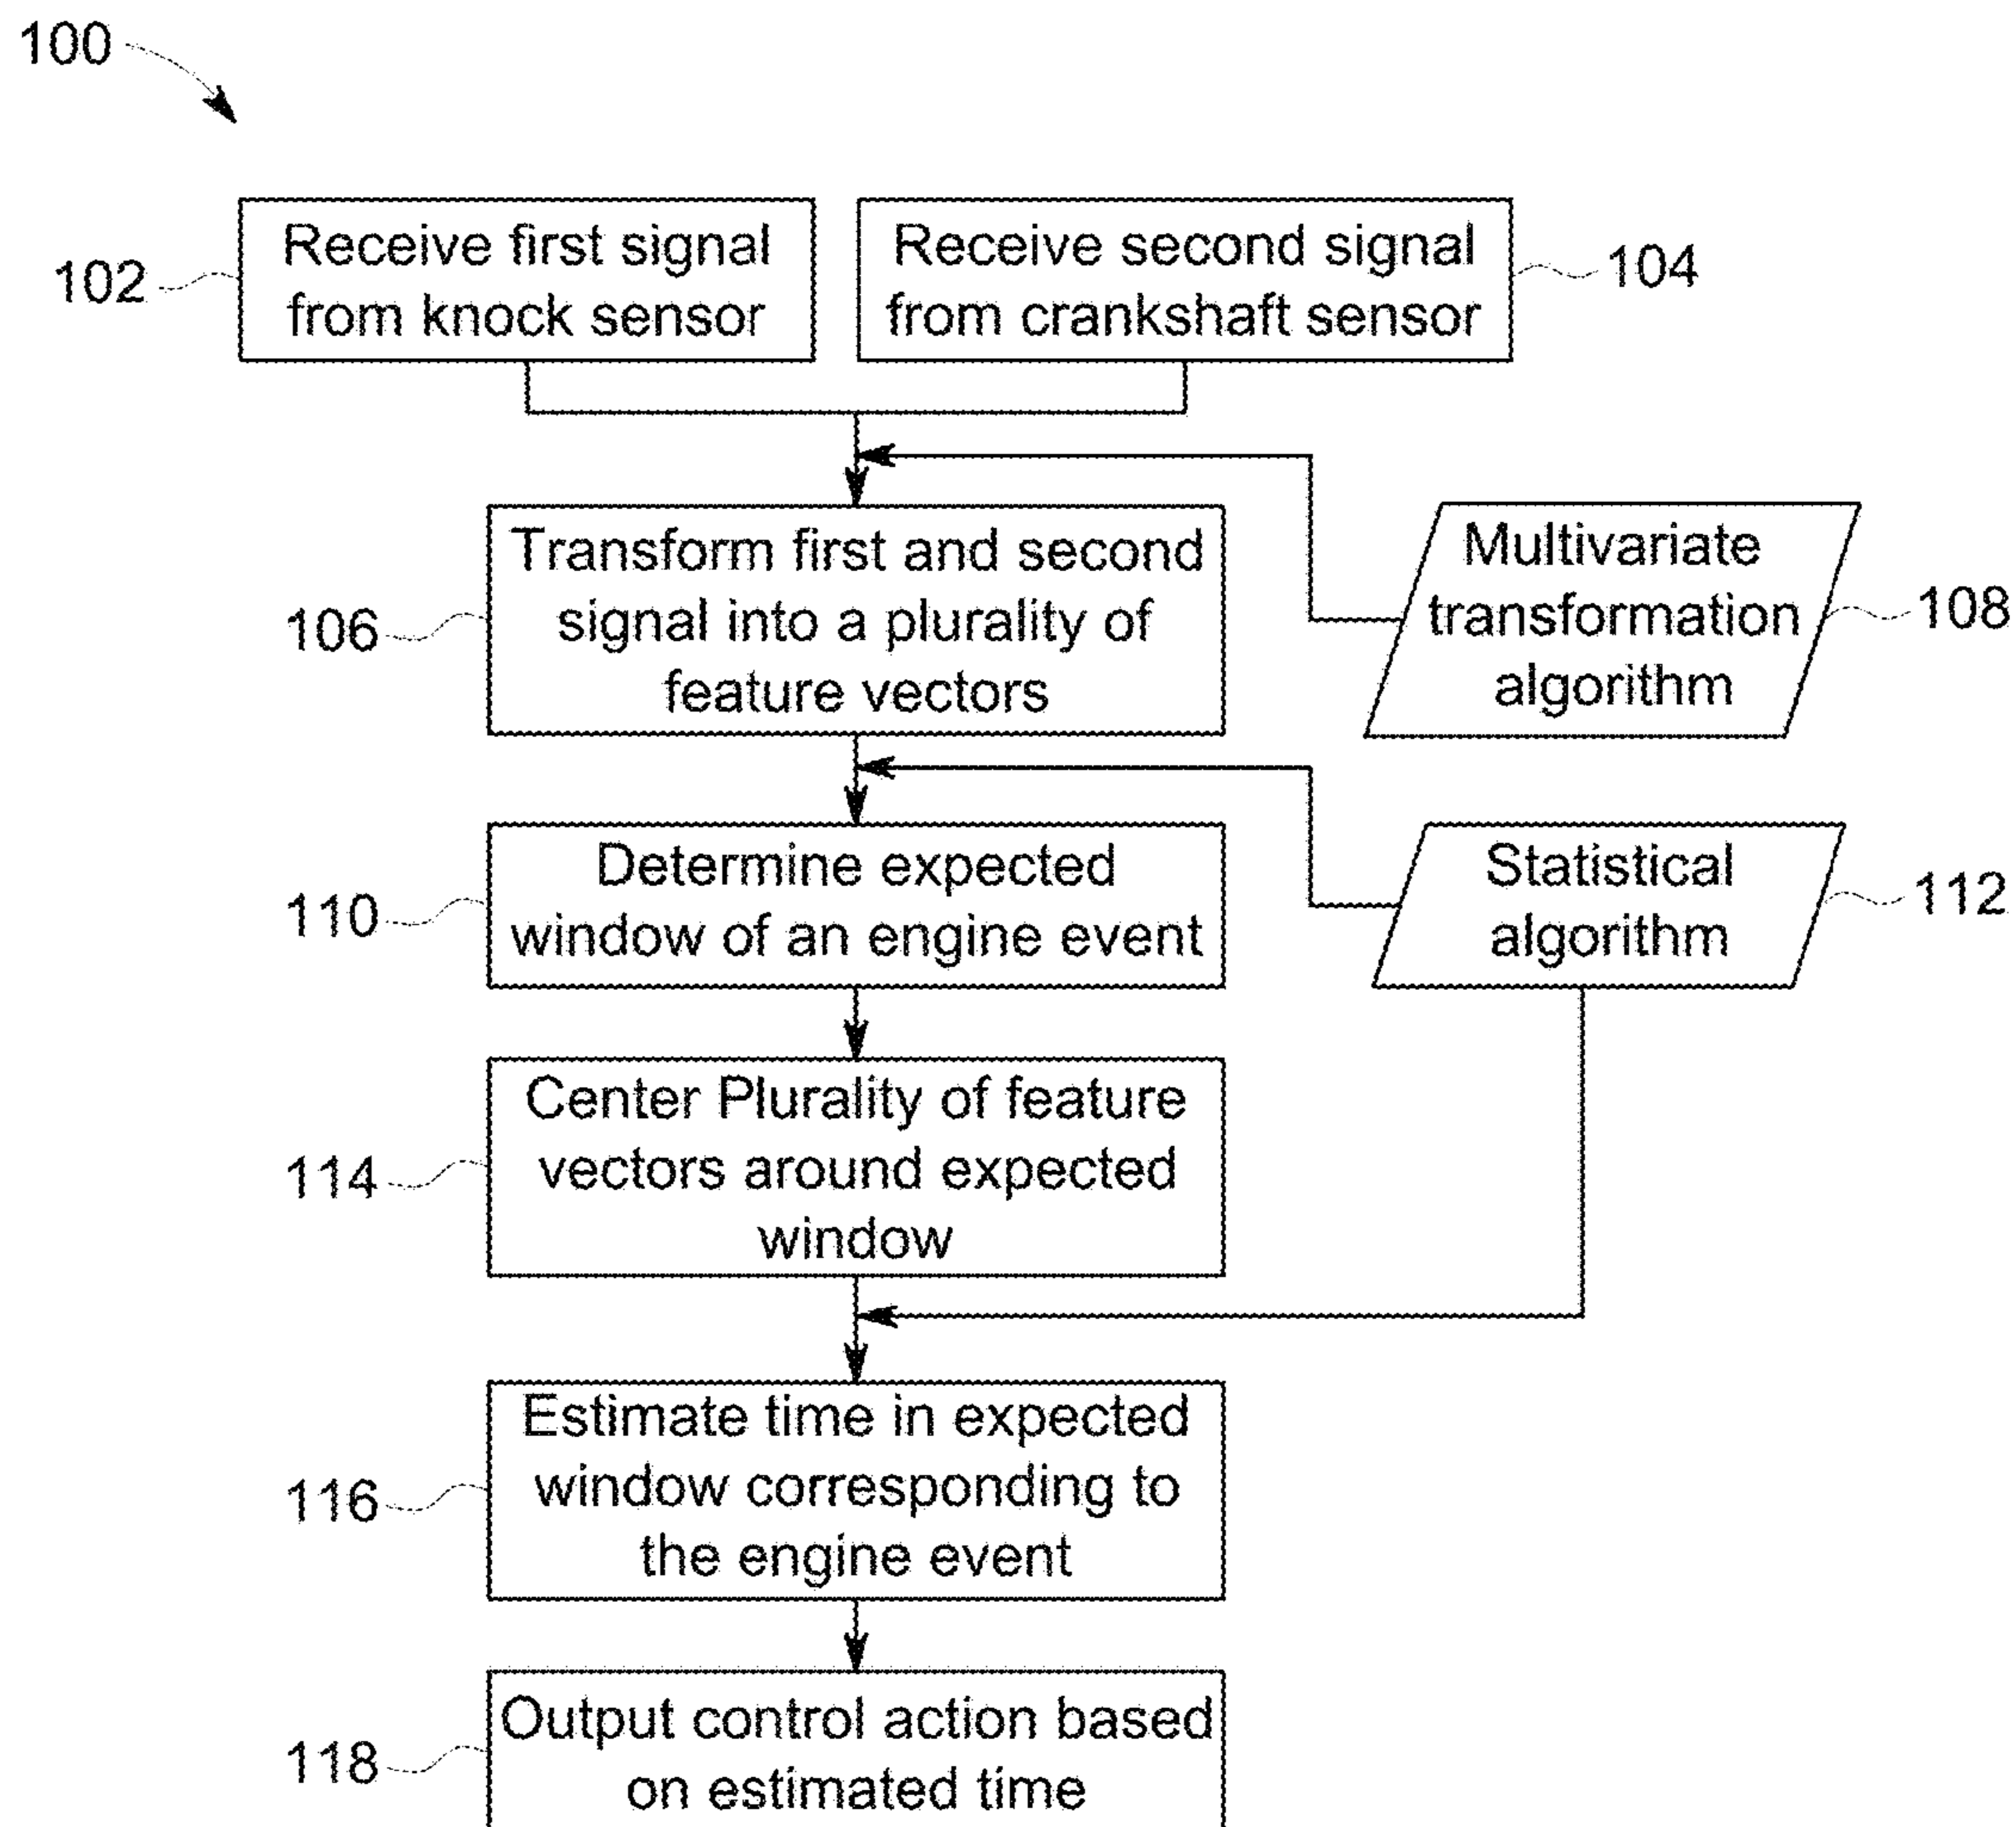 100
Receive first signal
from knock sensor
102
Receive second signal
from crankshaft sensor
104
Transform first and second
signal into a plurality of
feature vectors
106
Multivariate
transformation
algorithm
108
Determine expected
window of an engine event
110
Statistical
algorithm
112
Center Plurality of feature
vectors around expected
window
114
Estimate time in expected
window corresponding to
the engine event
116
Output control action based
on estimated time
118